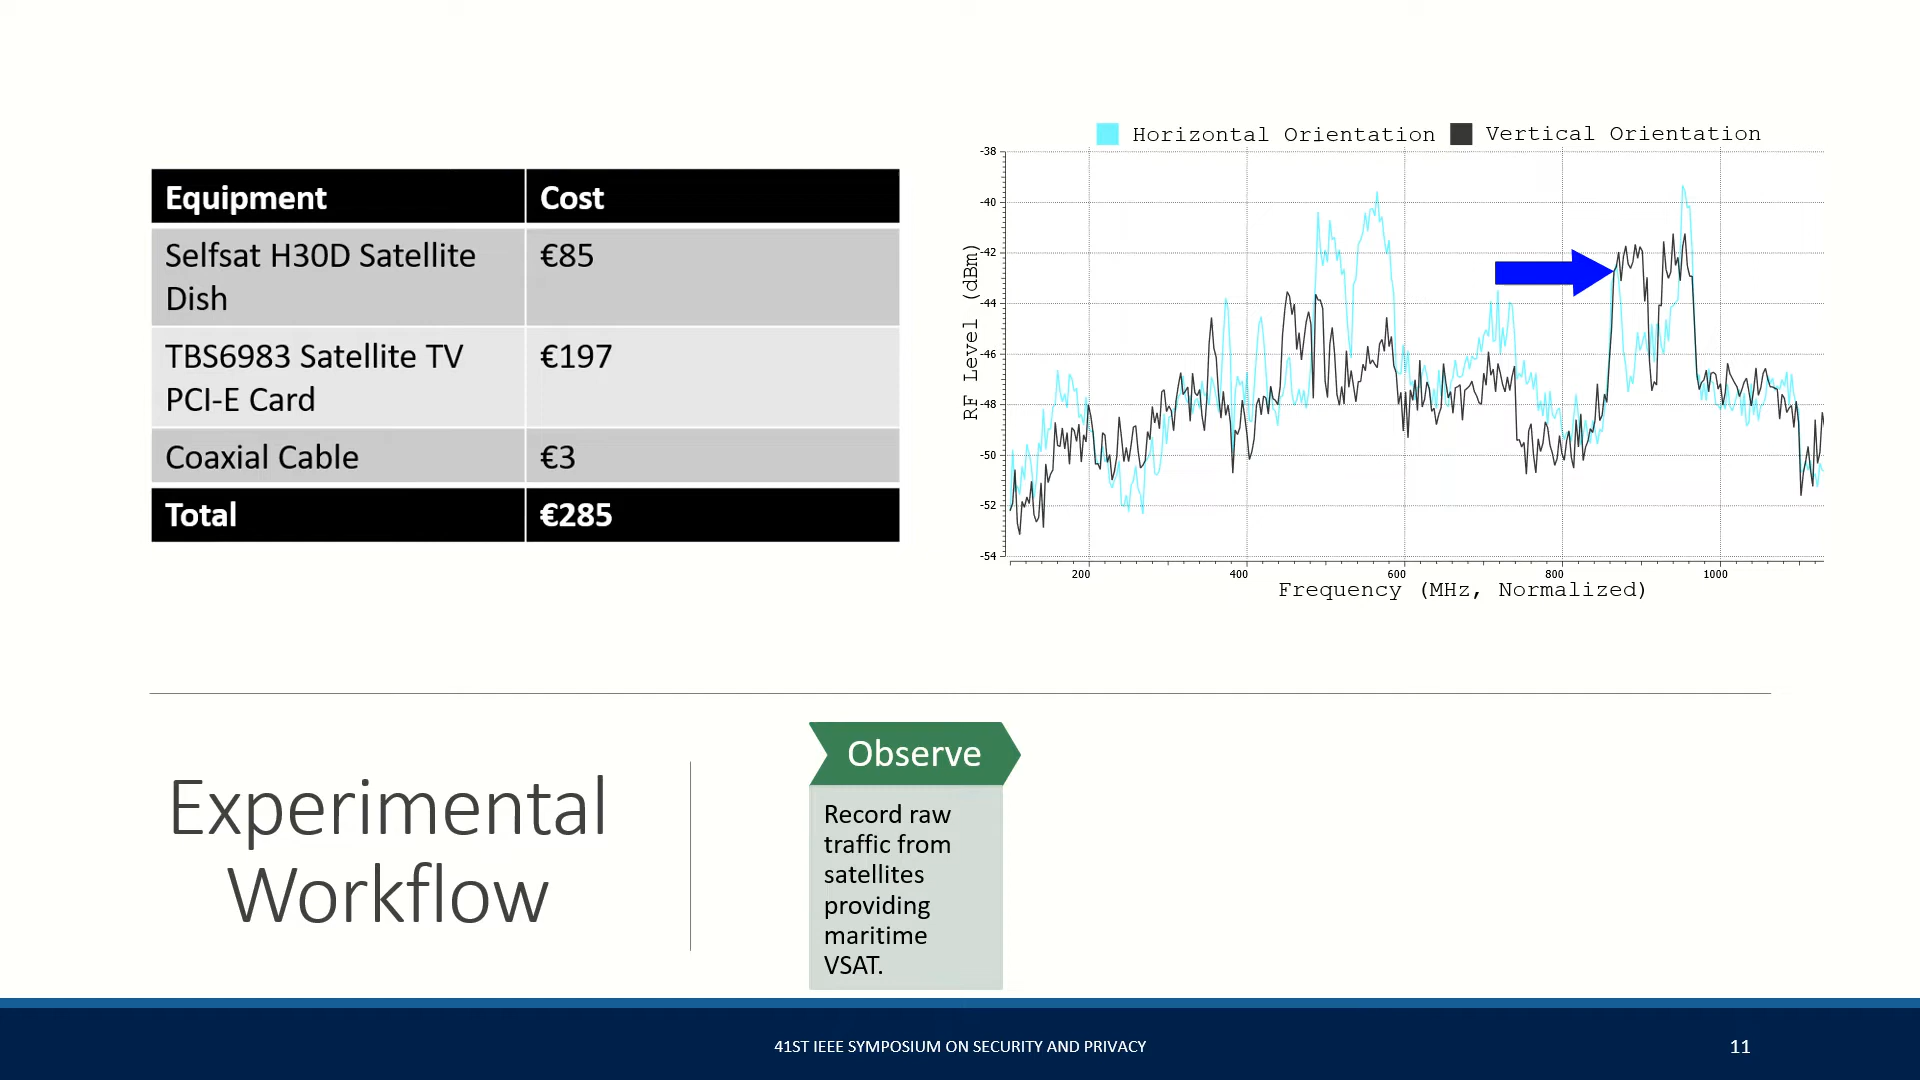 Equipment Cost
Selfsat H30D Satellite €85
Dish
TBS6983 Satellite TV €197
PCI-E Card
Coaxial Cable €3
Total €285
Horizontal Orientation Vertical Orientation
-38
-40
-42
-44
-46
-48
-50
-52
-54
RF Level (dBm)
200 400 600 800 1000
Frequency (MHz, Normalized)
Experimental
Workflow
Observe
Record raw
traffic from
satellites
providing
maritime
VSAT.
41ST IEEE SYMPOSIUM ON SECURITY AND PRIVACY
11